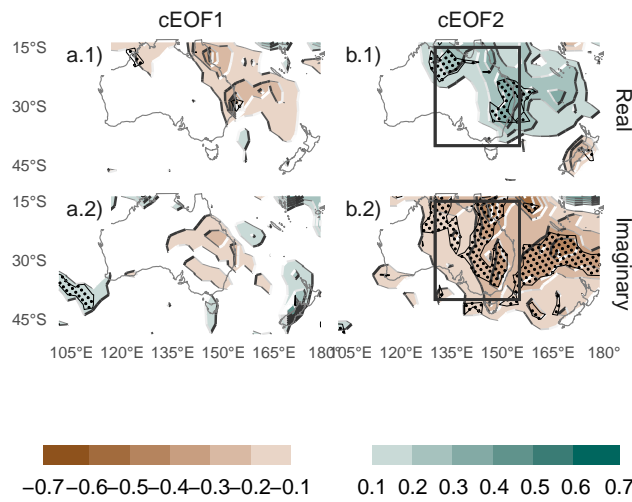 cEOF1 cEOF2
15°S a.1) b.1)
30°S Real
45°S
15°S a.2) b.2)
30°S Imaginary
45°S
105°E 120°E 135°E 150°E 165°E 180° 105°E 120°E 135°E 150°E 165°E 180°
−0.7 −0.6 −0.5 −0.4 −0.3 −0.2 −0.1 0.1 0.2 0.3 0.4 0.5 0.6 0.7